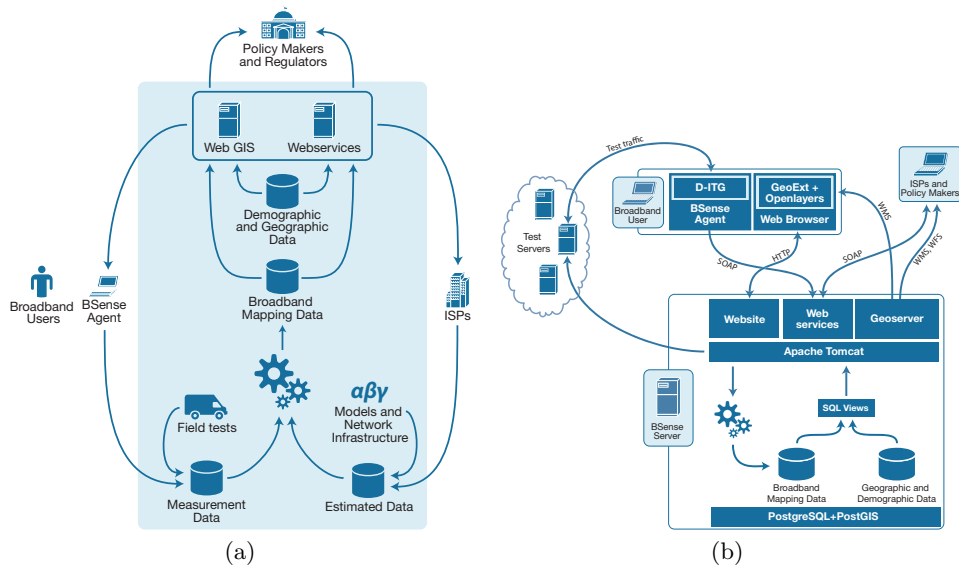 Policy Makers
and Regulators
Web GIS
Webservices
Demographic
and Geographic
Data
Broadband
Users
BSense
Agent
Broadband
Mapping Data
ISPs
αβγ
Field tests
Models and
Network
Infrastructure
Measurement
Data
Estimated Data
(a)
Test traffic
Test
Servers
Broadband
User
D-ITG
BSense
Agent
GeoExt +
Openlayers
Web Browser
ISPs and
Policy Makers
WMS
SOAP
HTTP
SOAP
WMS, WFS
Website
Web
services
Geoserver
Apache Tomcat
BSense
Server
SQL Views
Broadband
Mapping Data
Geographic and
Demographic Data
PostgreSQL+PostGIS
(b)